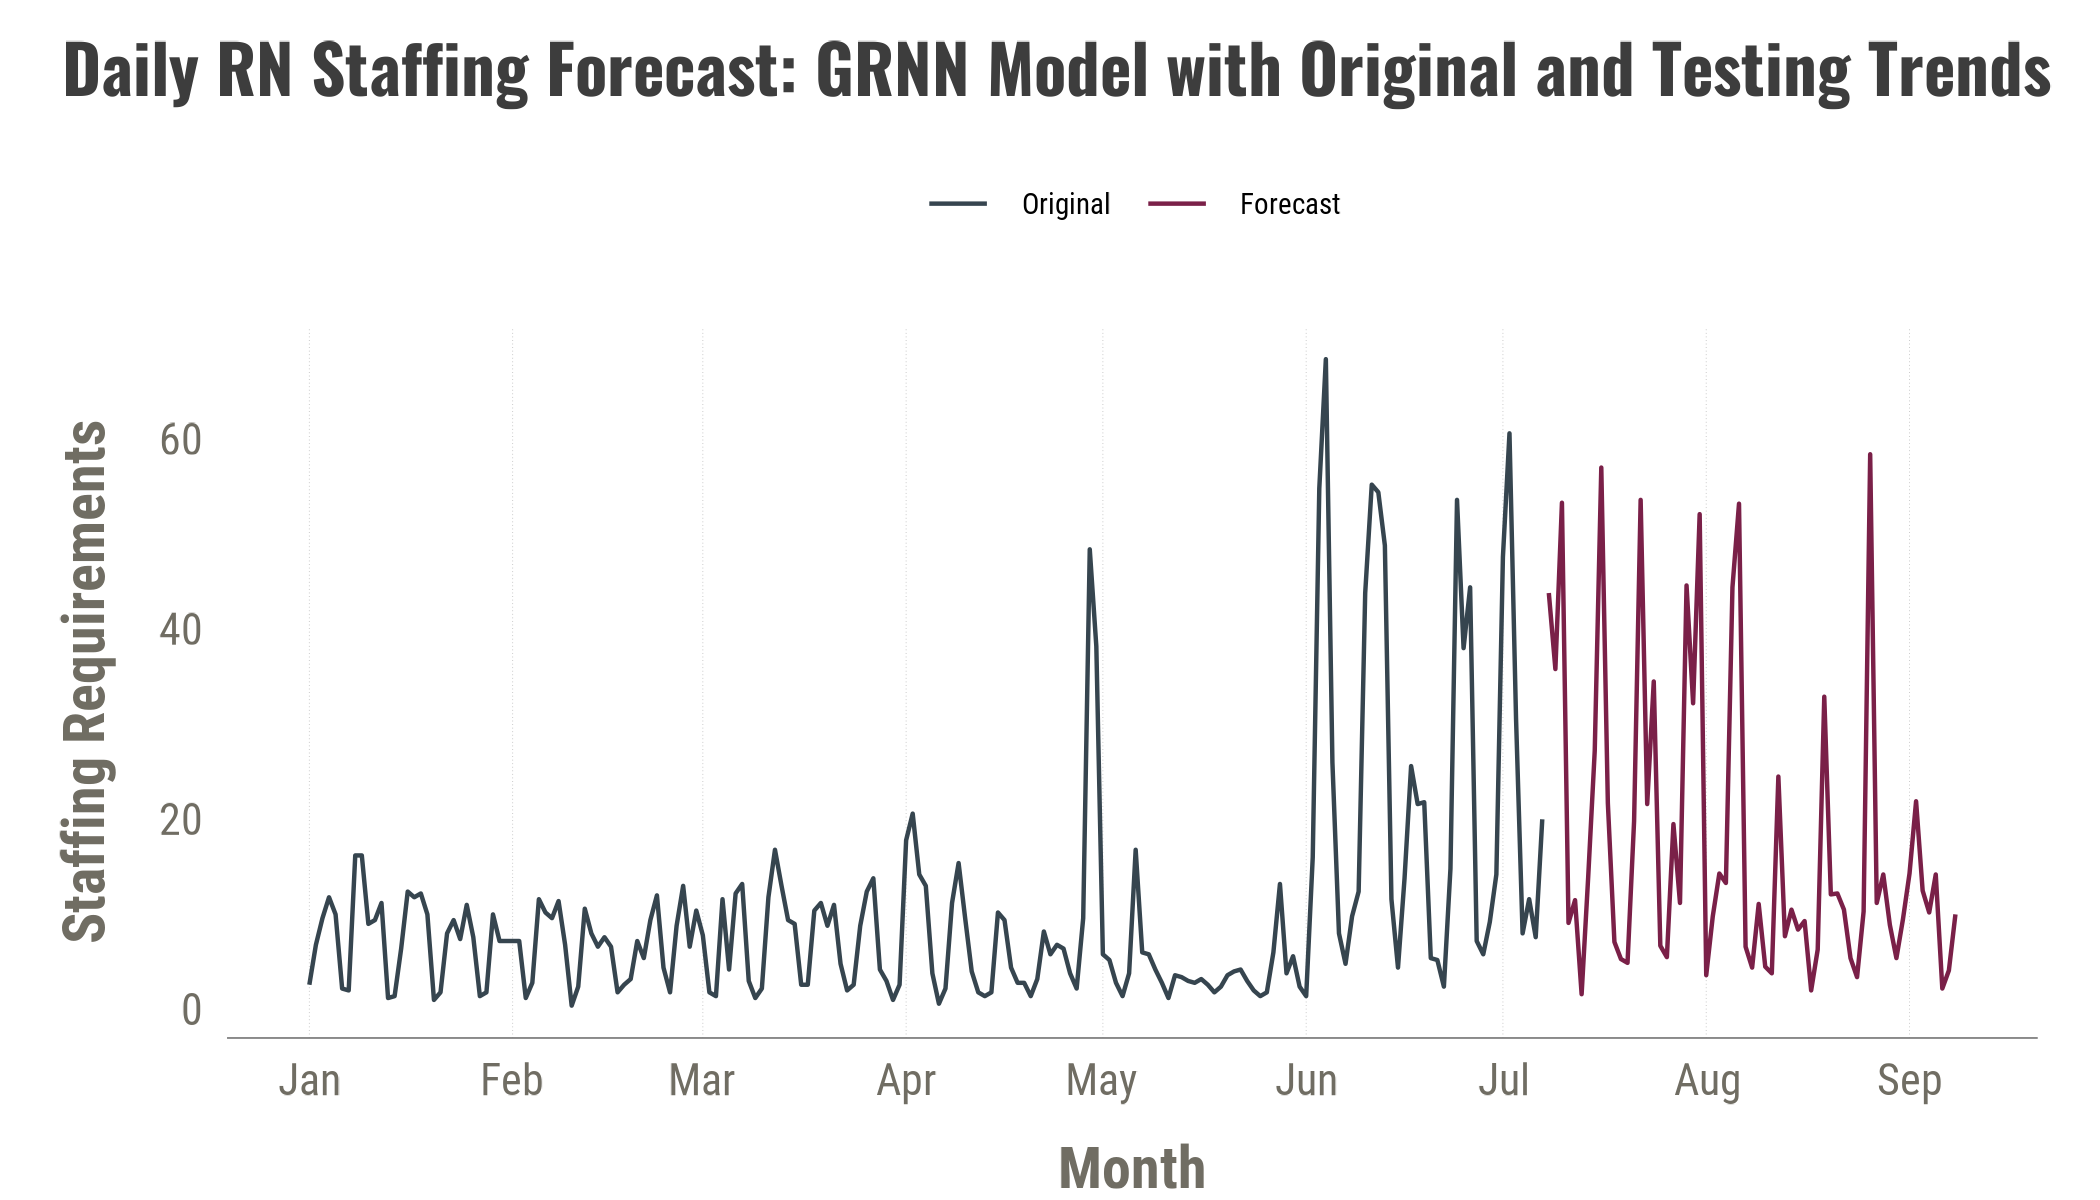 Daily RN Staffing Forecast: GRNN Model with Original and Testing Trends
Original Forecast
Staffing Requirements
60
40
20
0
Jan Feb Mar Apr May Jun Jul Aug Sep
Month